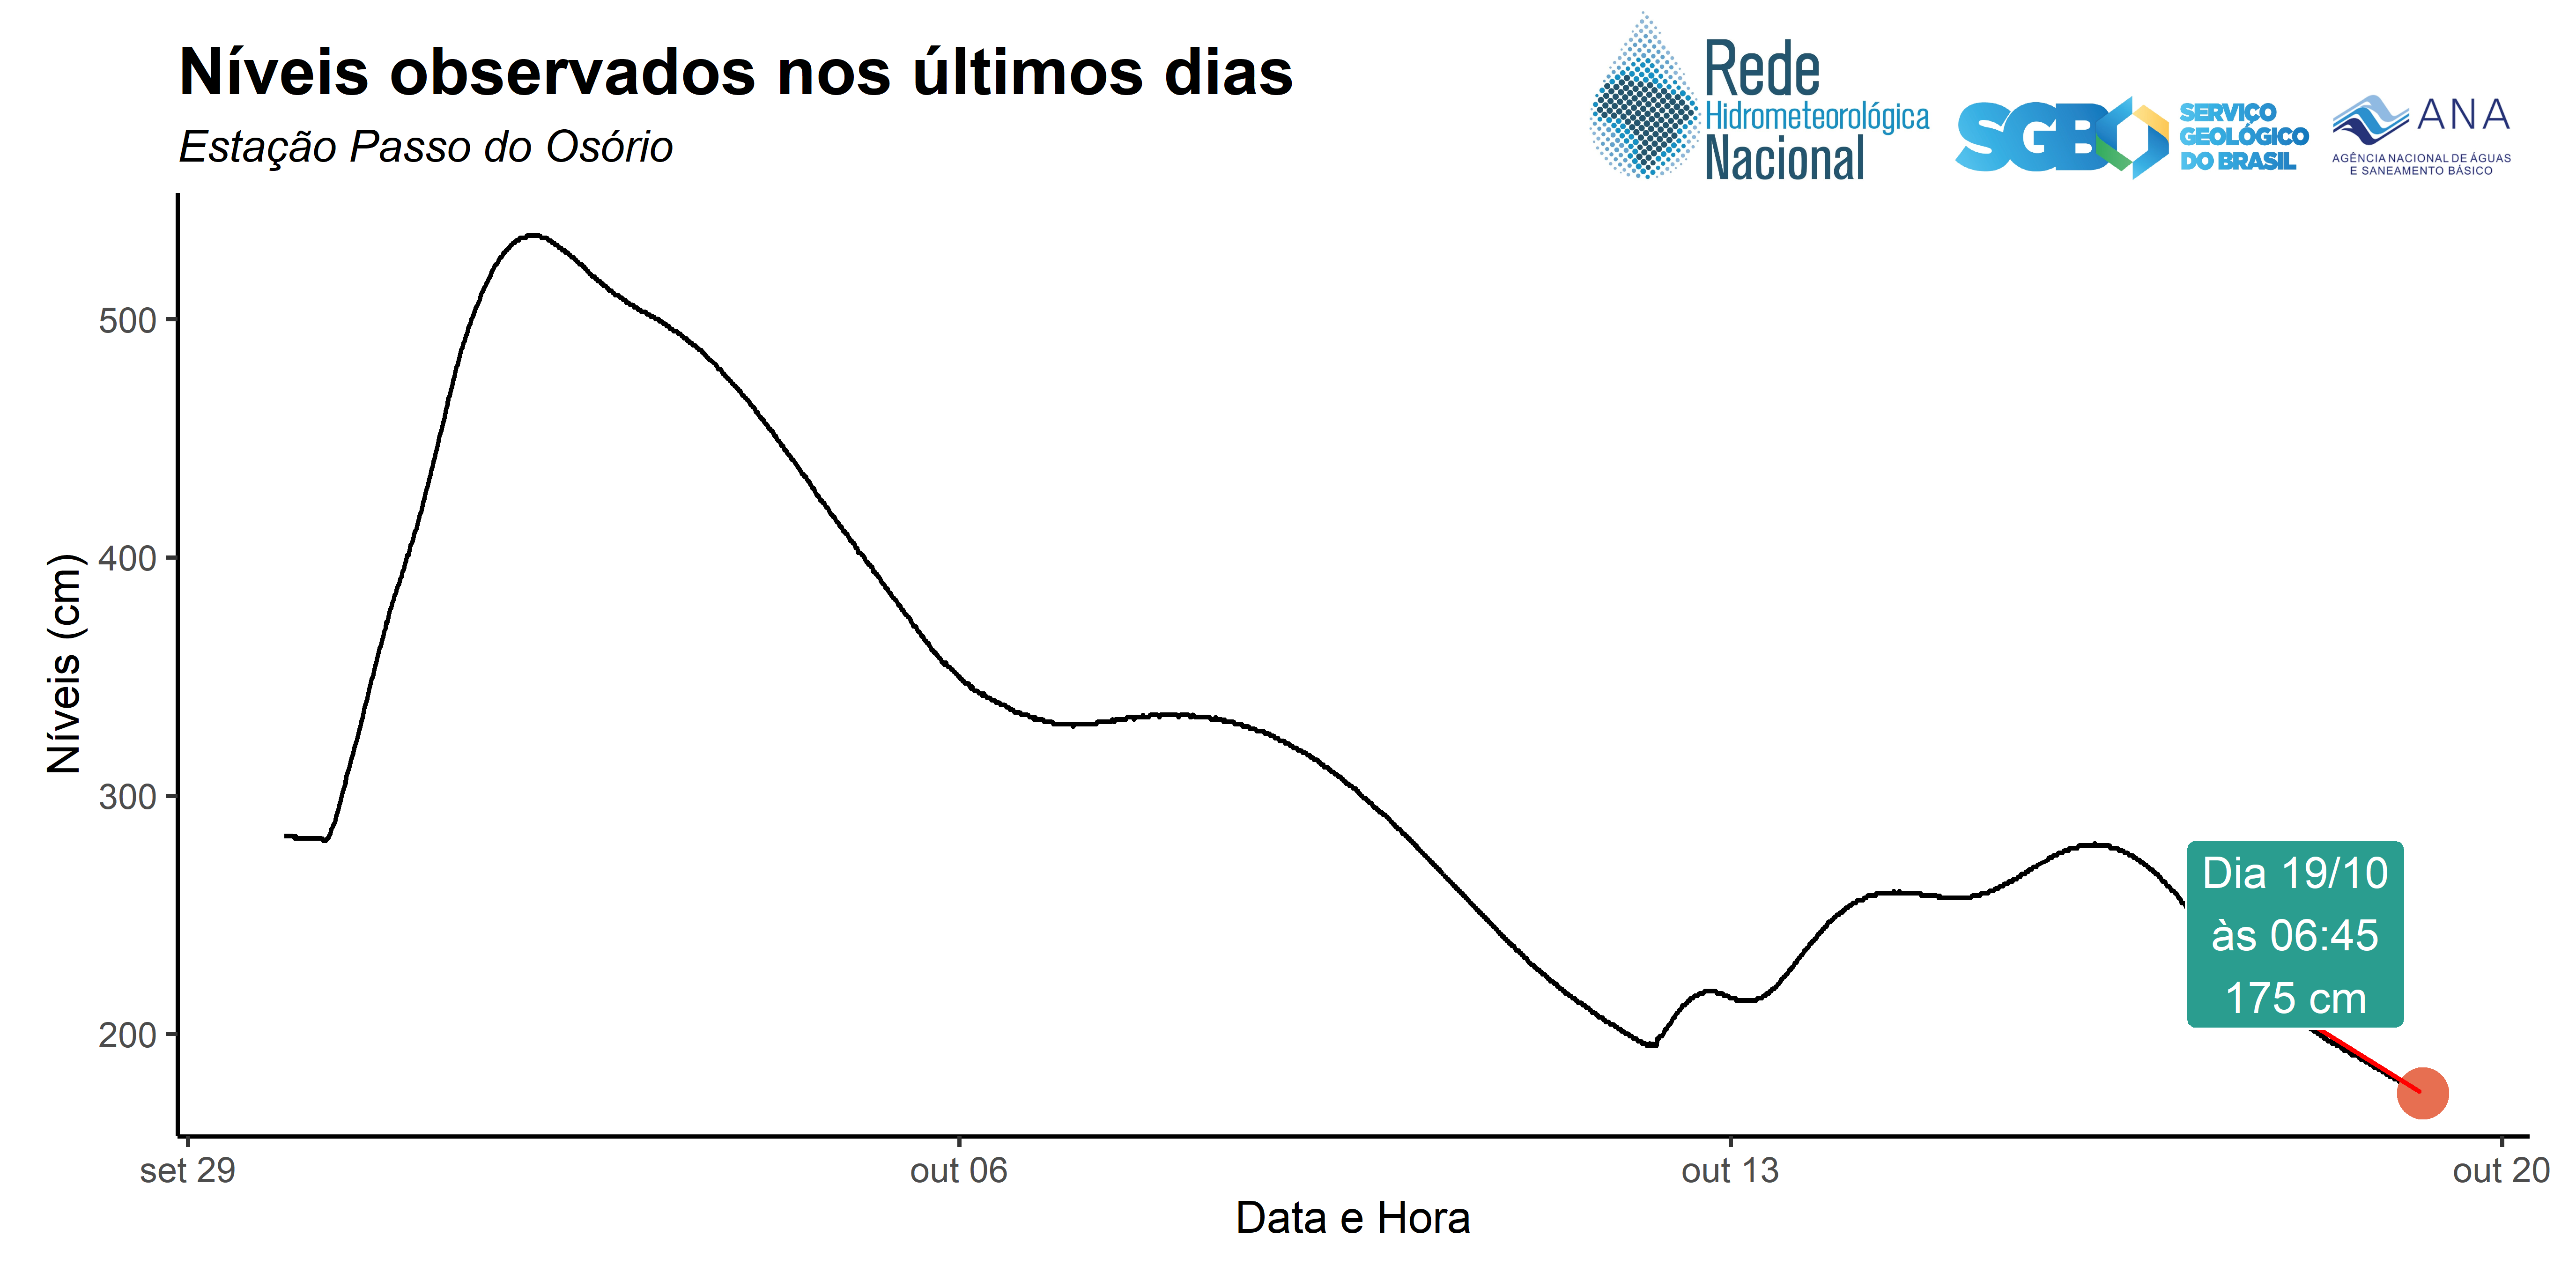 Níveis observados nos últimos dias
Estação Passo do Osório
Rede
Hidrometeorológica
Nacional
SGB
SERVIÇO
GEOLÓGICO
DO BRASIL
ANA
AGÊNCIA NACIONAL DE ÁGUAS
E SANEAMENTO BÁSICO
Níveis (cm)
500
400
300
200
Dia 19/10
às 06:45
175 cm
set 29
out 06
out 13
out 20
Data e Hora